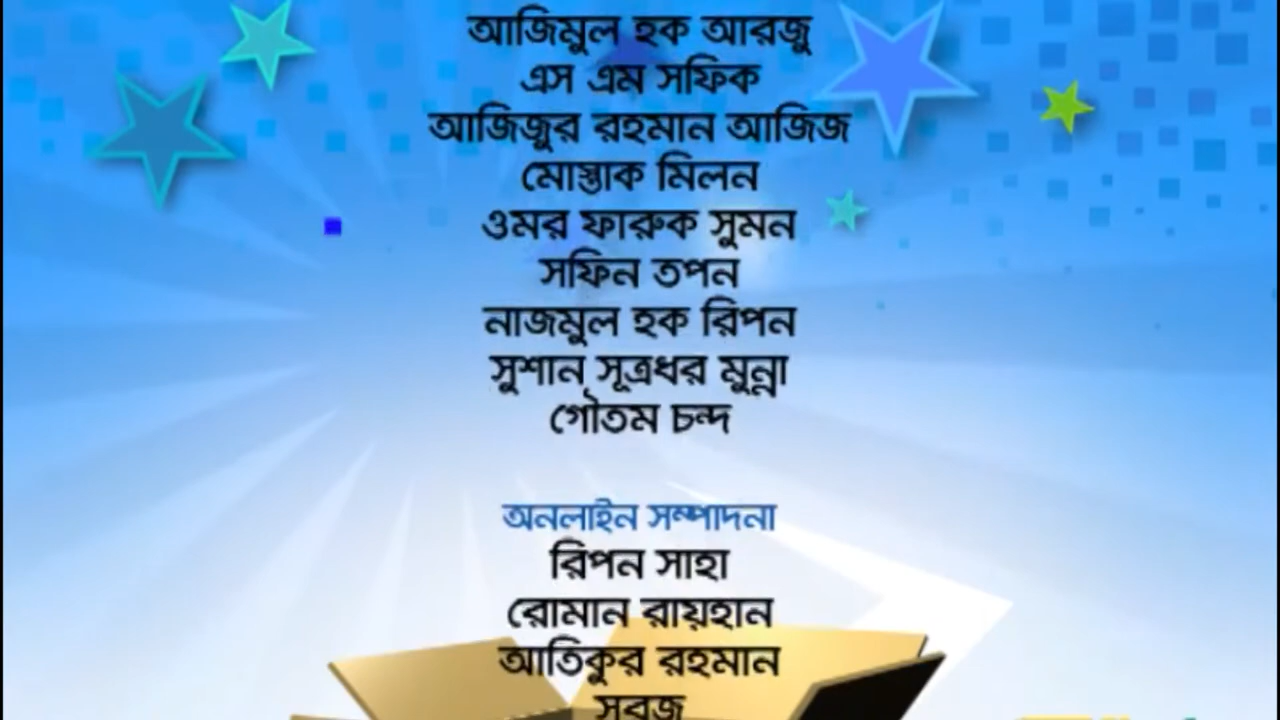 আজিমুল হক আরজু
এস এম সফিক
আজিজুর রহমান আজিজ
মোস্তাক মিলন
ওমর ফারুক সুমন
সফিন তপন
নাজমুল হক রিপন
সুশান সূত্রধর মুন্না
গৌতম চন্দ
অনলাইন সম্পাদনা
রিপন সাহা
রোমান রায়হান
আতিকুর রহমান
সবুজ